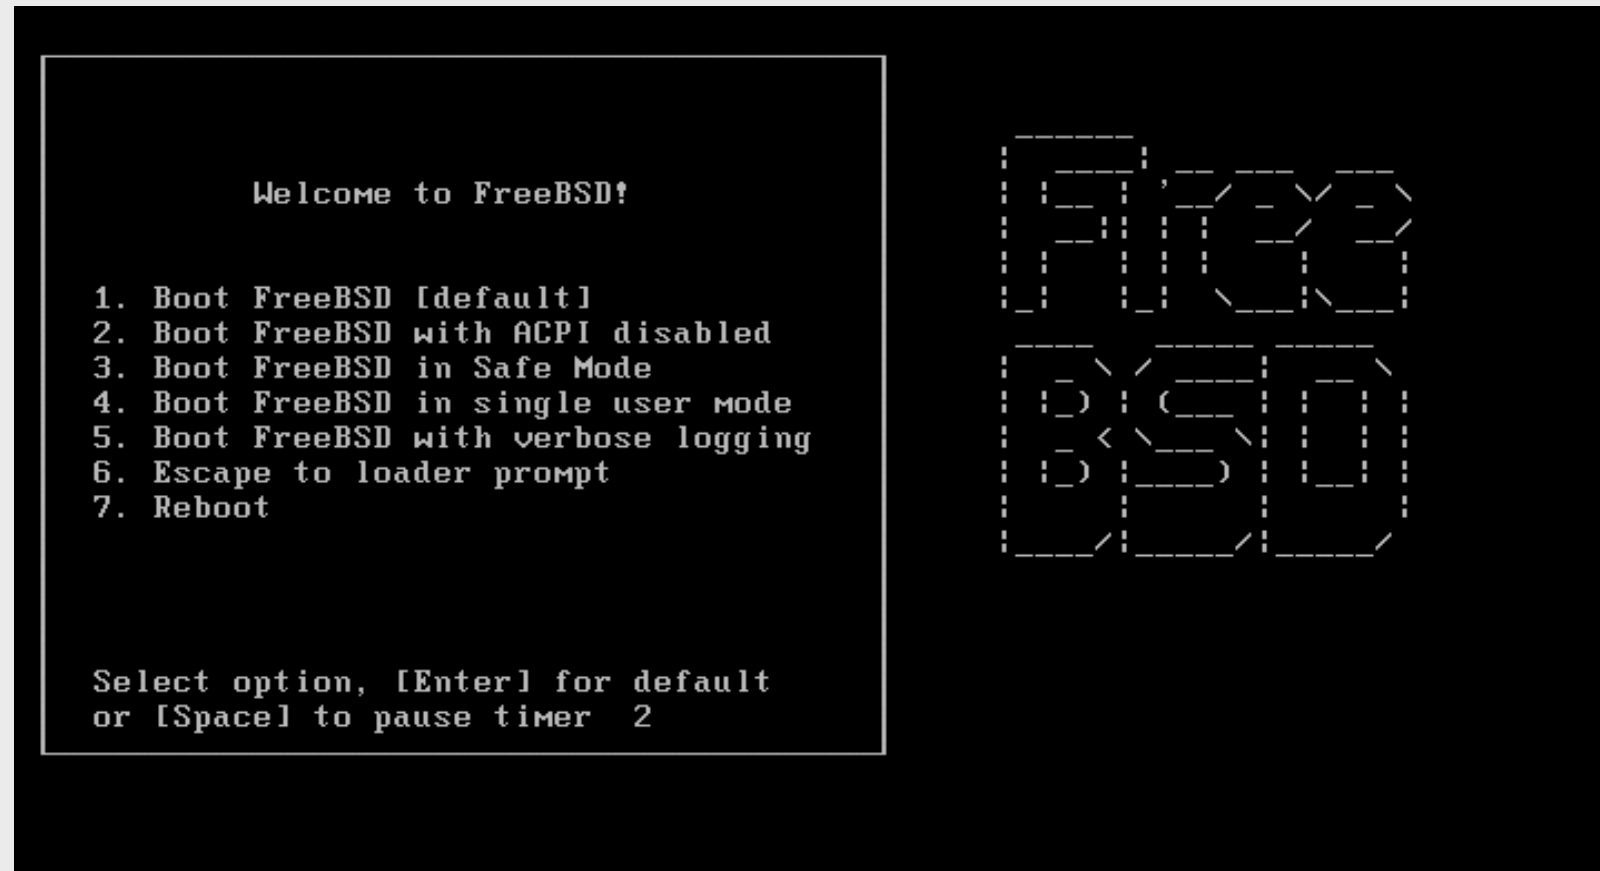 Welcome to FreeBSD!
1. Boot FreeBSD [default]
2. Boot FreeBSD with ACPI disabled
3. Boot FreeBSD in Safe Mode
4. Boot FreeBSD in single user mode
5. Boot FreeBSD with verbose logging
6. Escape to loader prompt
7. Reboot
Select option, [Enter] for default
or [Space] to pause timer  2
Free
BSD